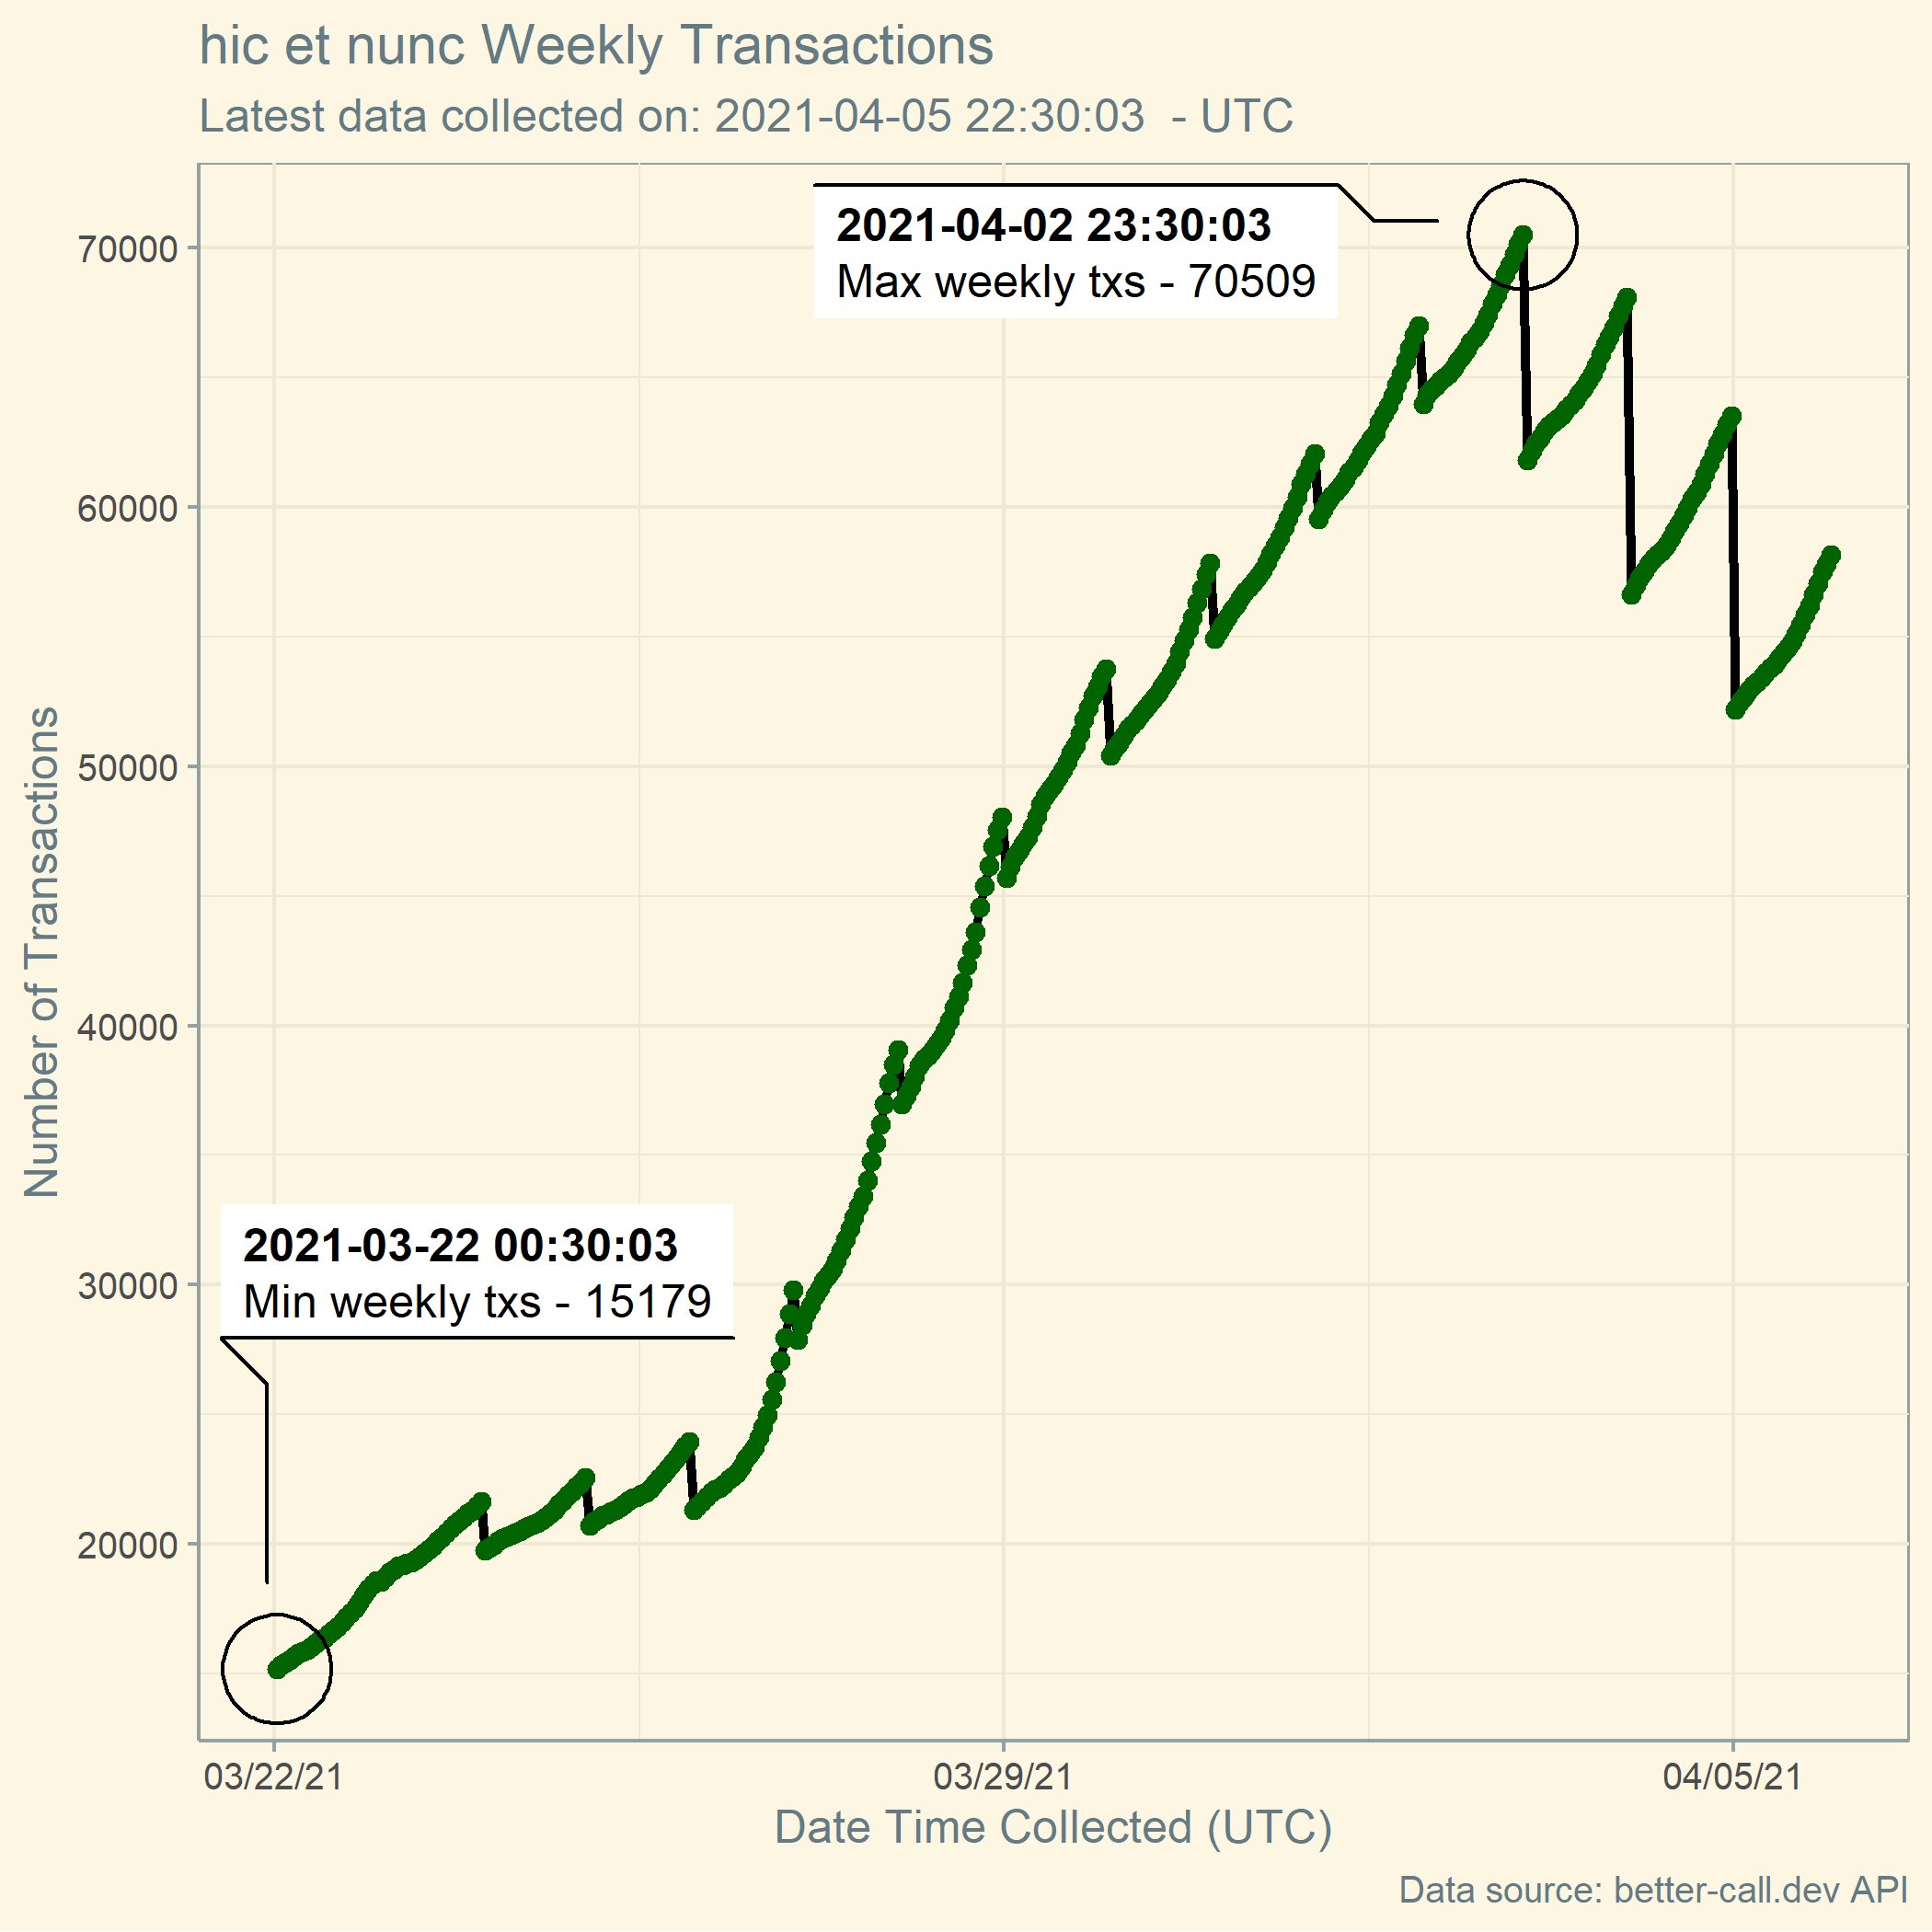 hic et nunc Weekly Transactions
Latest data collected on: 2021-04-05 22:30:03  - UTC
2021-04-02 23:30:03
Max weekly txs - 70509
70000
60000
50000
40000
30000
20000
Number of Transactions
2021-03-22 00:30:03
Min weekly txs - 15179
03/22/21
03/29/21
04/05/21
Date Time Collected (UTC)
Data source: better-call.dev API